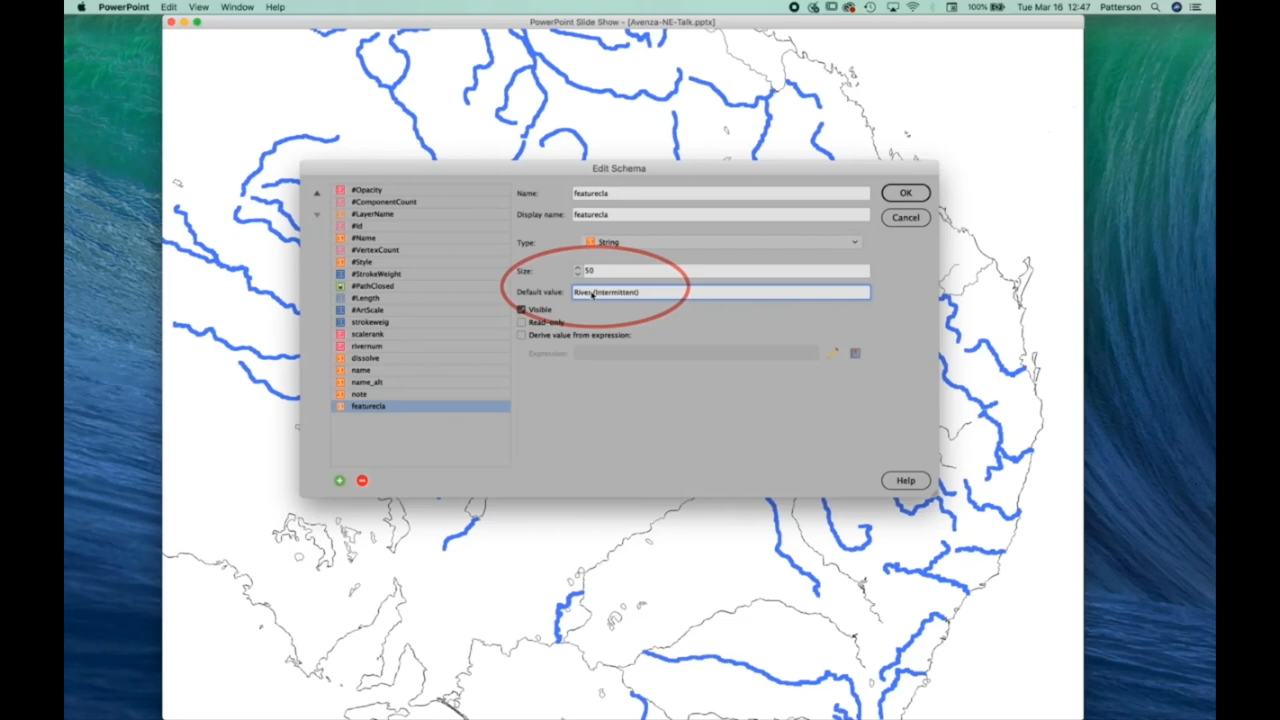 PowerPoint Edit View Window Help 100% Tue Mar 16 12:47 Patterson
PowerPoint Slide Show - [Avenza-NE-Talk.pptx]
Edit Schema
#Opacity
#ComponentCount
#LayerName
#Id
#Name
#VertexCount
#Style
#StrokeWeight
#PathClosed
#Length
#ArtScale
strokeweig
scalerank
rivernum
dissolve
name
name_alt
note
featurecla
Name: featurecla
Display name: featurecla
Type: String
Size: 50
Default value: River (Intermittent)
Visible
Read-only
Derive value from expression:
Expression:
OK
Cancel
Help